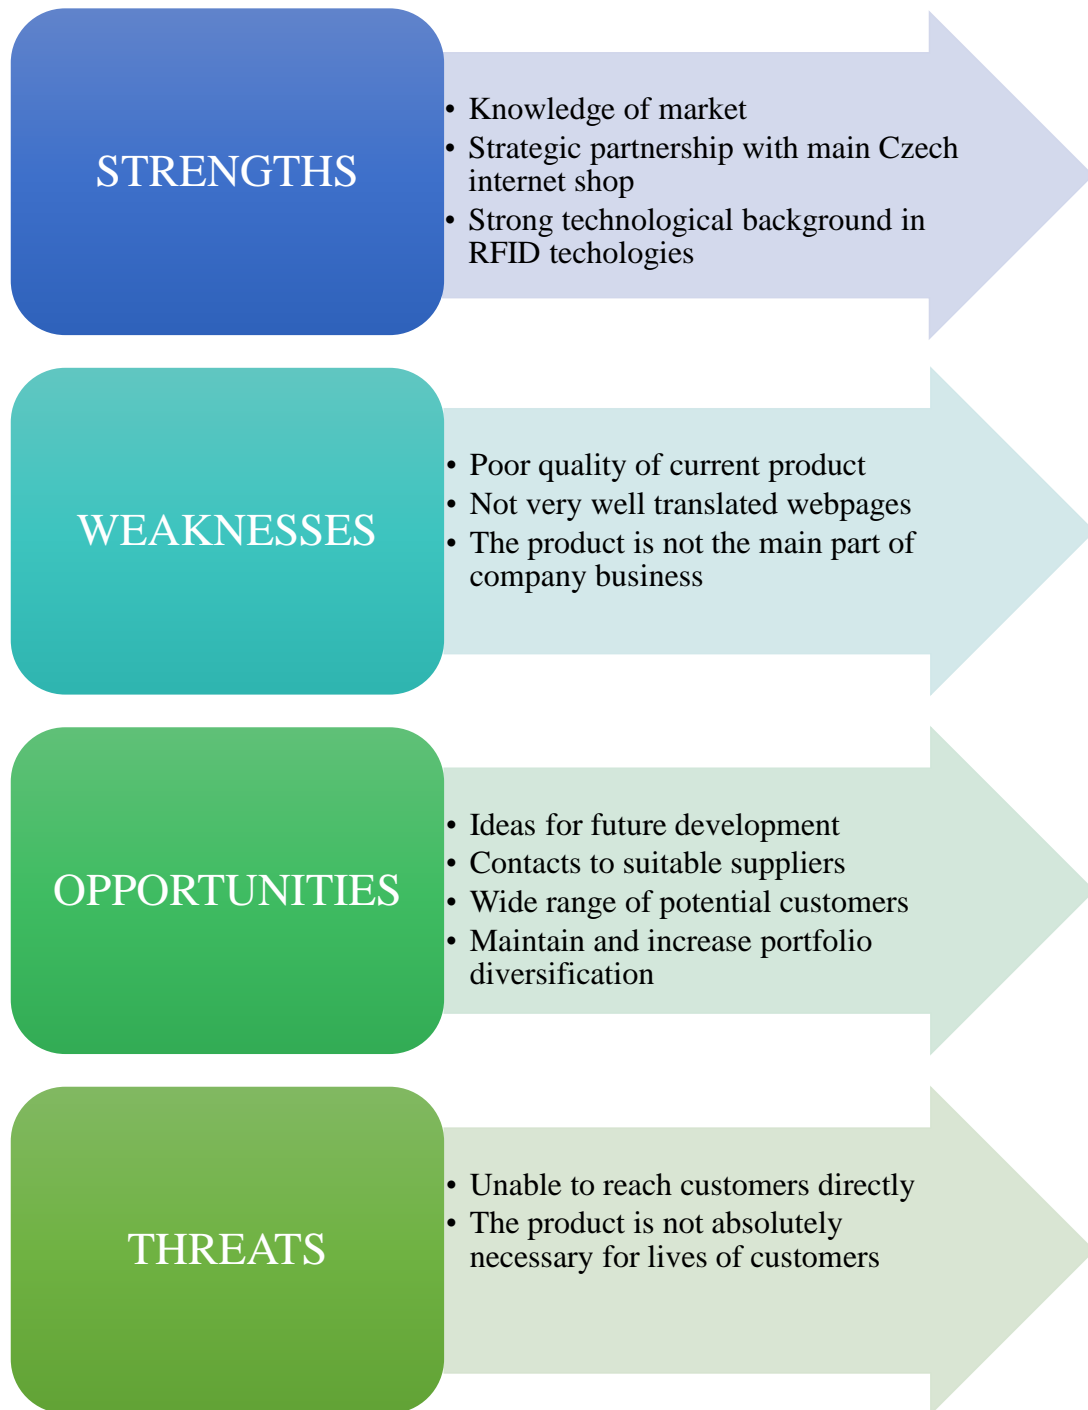 STRENGTHS
• Knowledge of market
• Strategic partnership with main Czech
internet shop
• Strong technological background in
RFID techologies
WEAKNESSES
• Poor quality of current product
• Not very well translated webpages
• The product is not the main part of
company business
OPPORTUNITIES
• Ideas for future development
• Contacts to suitable suppliers
• Wide range of potential customers
• Maintain and increase portfolio
diversification
THREATS
• Unable to reach customers directly
• The product is not absolutely
necessary for lives of customers